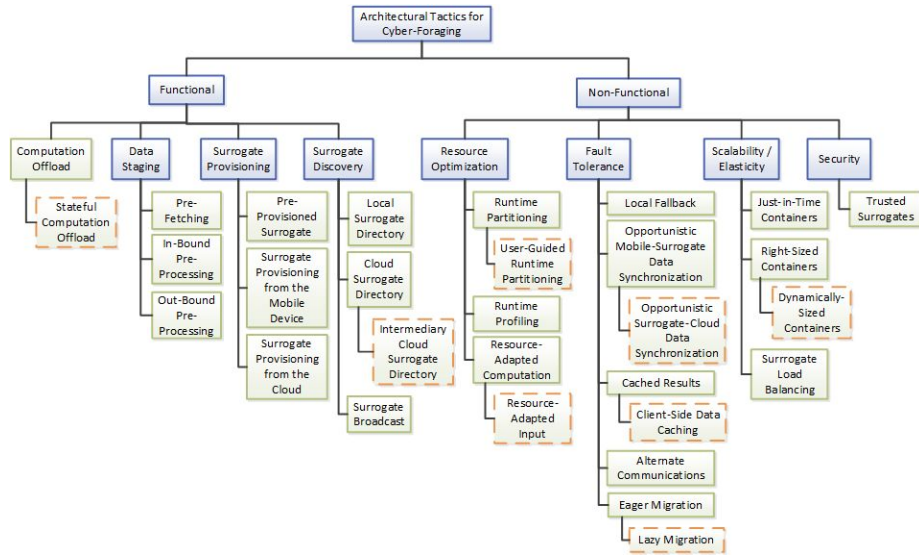 Architectural Tactics for
Cyber-Foraging
Functional
Non-Functional
Computation
Offload
Stateful
Computation
Offload
Data
Staging
Pre-
Fetching
In-Bound
Pre-
Processing
Out-Bound
Pre-
Processing
Surrogate
Provisioning
Pre-
Provisioned
Surrogate
Surrogate
Provisioning
from the
Mobile
Device
Surrogate
Provisioning
from the
Cloud
Surrogate
Discovery
Local
Surrogate
Directory
Cloud
Surrogate
Directory
Intermediary
Cloud
Surrogate
Directory
Surrogate
Broadcast
Resource
Optimization
Runtime
Partitioning
User-Guided
Runtime
Partitioning
Runtime
Profiling
Resource-
Adapted
Computation
Resource-
Adapted
Input
Fault
Tolerance
Local Fallback
Opportunistic
Mobile-Surrogate
Data
Synchronization
Opportunistic
Surrogate-Cloud
Data
Synchronization
Cached Results
Client-Side Data
Caching
Alternate
Communications
Eager Migration
Lazy Migration
Scalability /
Elasticity
Just-in-Time
Containers
Right-Sized
Containers
Dynamically-
Sized
Containers
Surrrogate
Load
Balancing
Security
Trusted
Surrogates